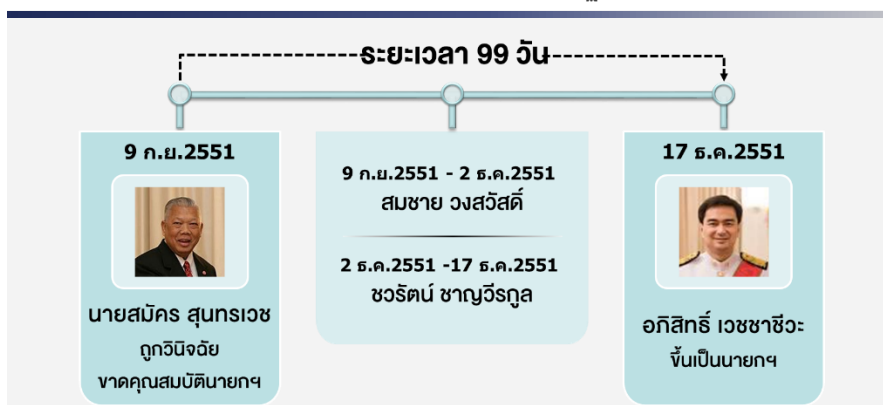 ระยะเวลา 99 วัน
9 ก.ย.2551
นายสมัคร สุนทรเวช
ถูกวินิจฉัย
ขาดคุณสมบัตินายกฯ
9 ก.ย.2551 - 2 ธ.ค.2551
สมชาย วงสวัสดิ์
2 ธ.ค.2551 -17 ธ.ค.2551
ชวรัตน์ ชาญวีรกูล
17 ธ.ค.2551
อภิสิทธิ์ เวชชาชีวะ
ขึ้นเป็นนายกฯ